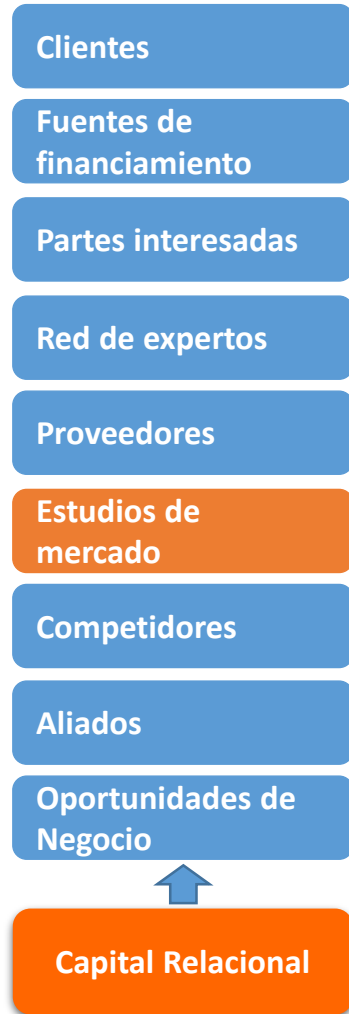 Clientes
Fuentes de
financiamiento
Partes interesadas
Red de expertos
Proveedores
Estudios de
mercado
Competidores
Aliados
Oportunidades de
Negocio
Capital Relacional